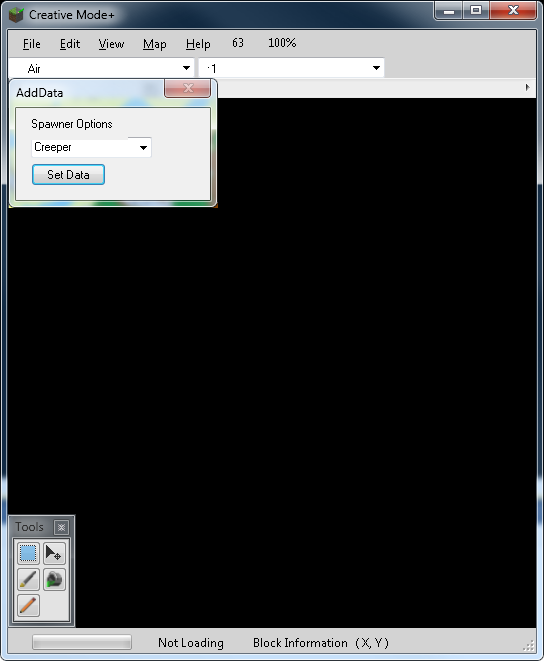 Creative Mode+
File Edit View Map Help 63 100%
Air -1
AddData
Spawner Options
Creeper
Set Data
Tools
Not Loading Block Information (X, Y)